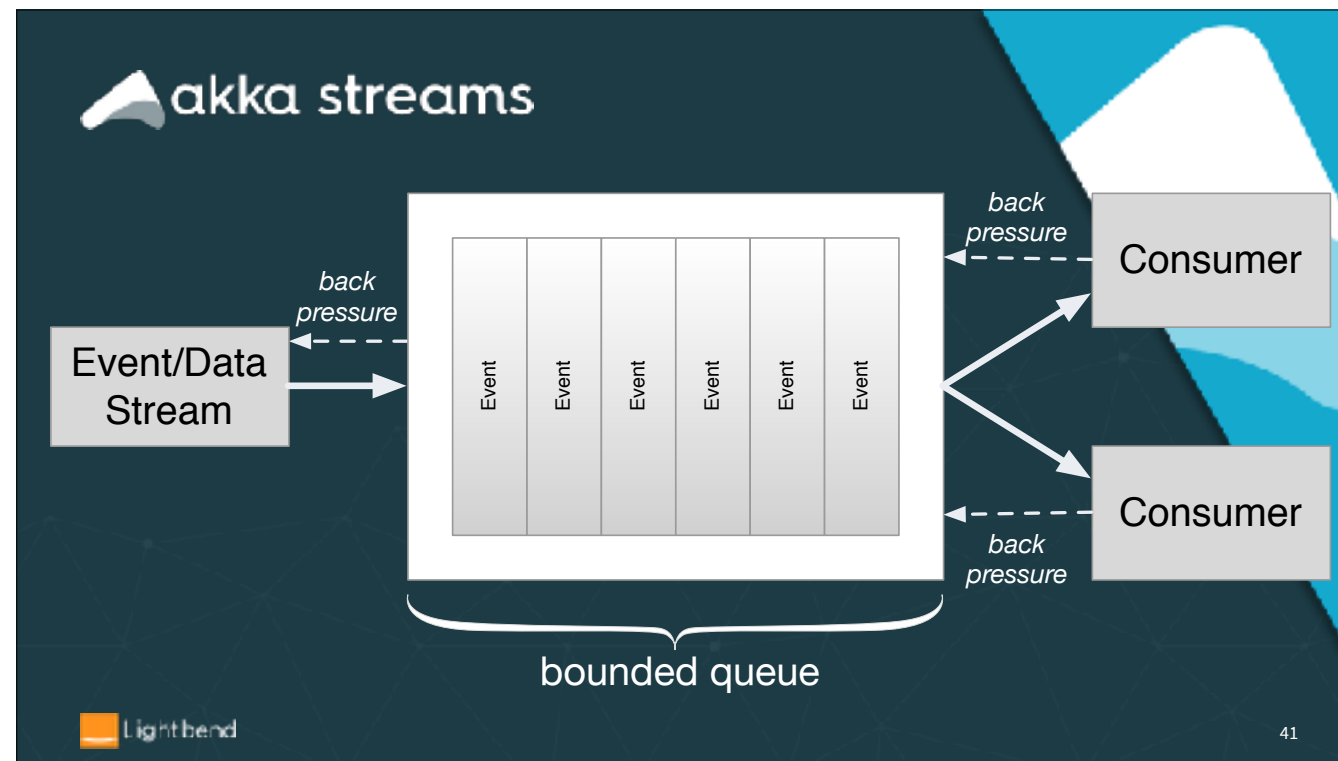 akka streams
back
pressure
Consumer
back
pressure
Event/Data
Stream
Event
Event
Event
Event
Event
Event
Consumer
back
pressure
bounded queue
Lightbend
41